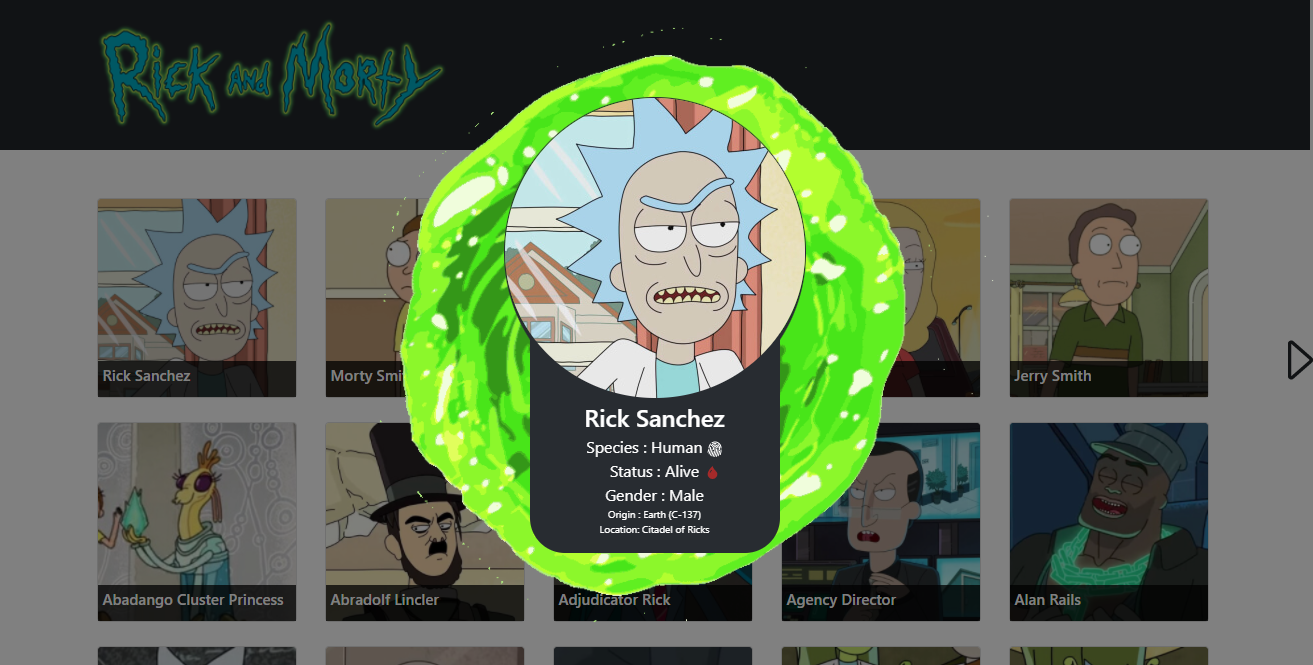 Rick and Morty
Rick Sanchez
Morty Smi
Jerry Smith
Rick Sanchez
Species : Human
Status : Alive
Gender : Male
Origin : Earth (C-137)
Location: Citadel of Ricks
Abadango Cluster Princess
Abradolf Lincler
Adjudicator Rick
Agency Director
Alan Rails